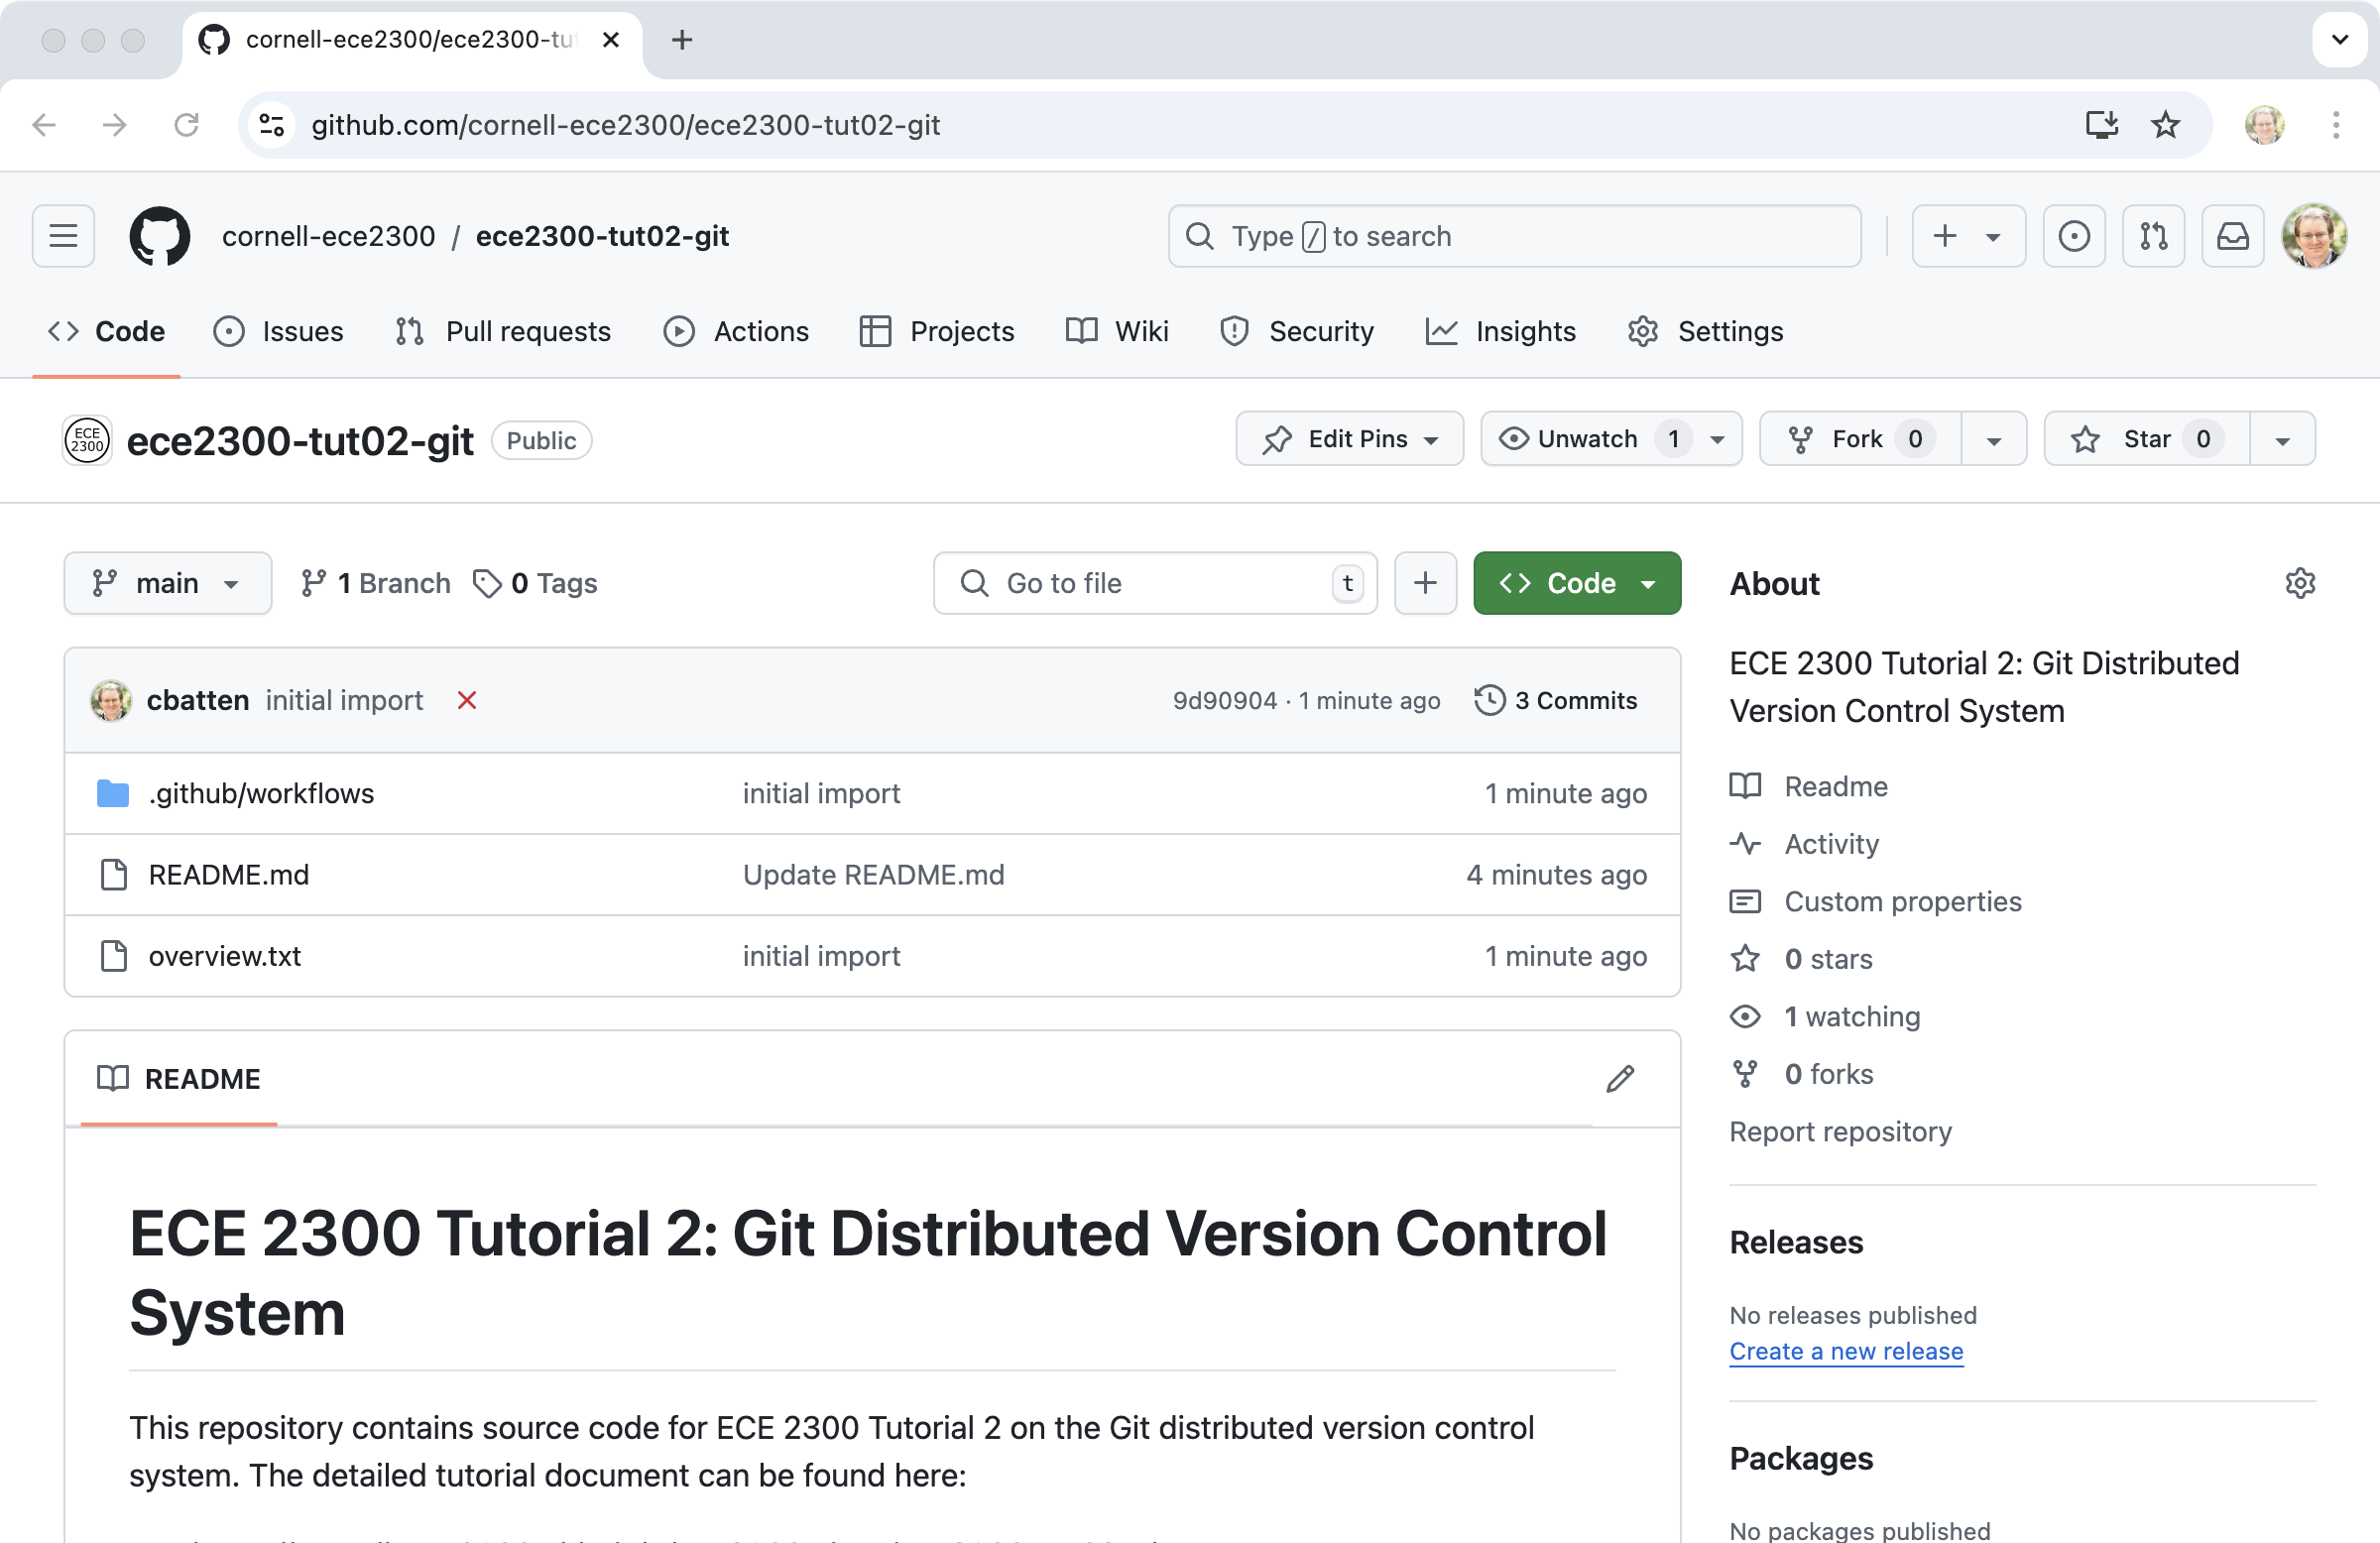 cornell-ece2300/ece2300-tut
github.com/cornell-ece2300/ece2300-tut02-git
cornell-ece2300 / ece2300-tut02-git
Type / to search
Code Issues Pull requests Actions Projects Wiki Security Insights Settings
ECE 2300
ece2300-tut02-git Public
Edit Pins Unwatch 1 Fork 0 Star 0
main 1 Branch 0 Tags Go to file t Code
cbatten initial import 9d90904 · 1 minute ago 3 Commits
.github/workflows initial import 1 minute ago
README.md Update README.md 4 minutes ago
overview.txt initial import 1 minute ago
README
ECE 2300 Tutorial 2: Git Distributed Version Control
System
This repository contains source code for ECE 2300 Tutorial 2 on the Git distributed version control
system. The detailed tutorial document can be found here:
About
ECE 2300 Tutorial 2: Git Distributed
Version Control System
Readme
Activity
Custom properties
0 stars
1 watching
0 forks
Report repository
Releases
No releases published
Create a new release
Packages
No packages published